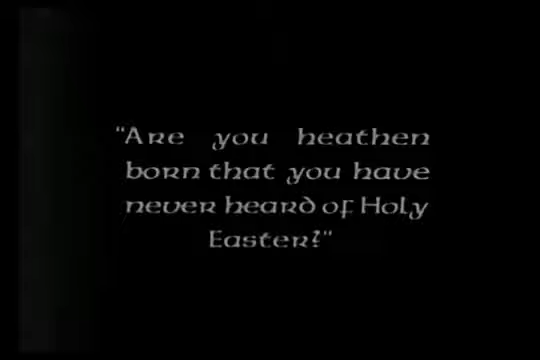 "Are you heathen
born that you have
never heard of Holy
Easter?"